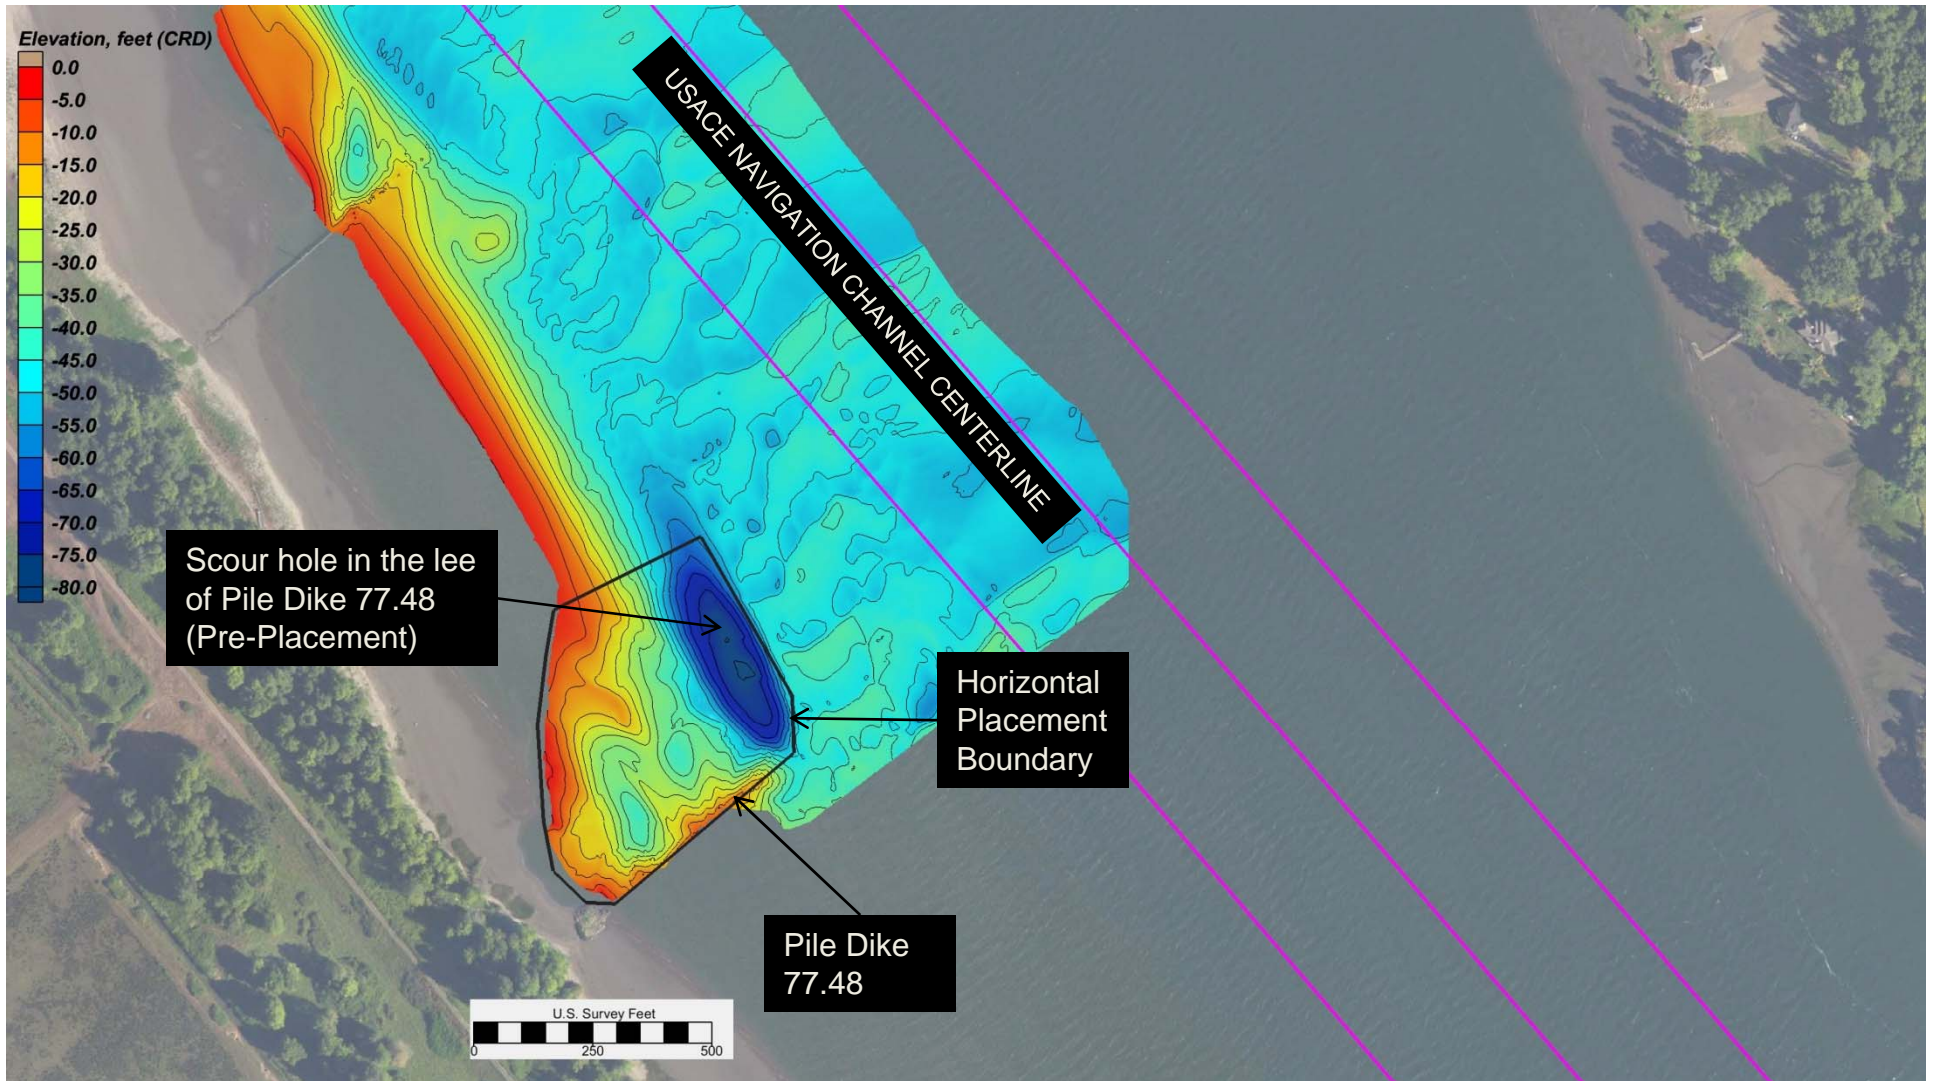 Elevation, feet (CRD)
0.0
-5.0
-10.0
-15.0
-20.0
-25.0
-30.0
-35.0
-40.0
-45.0
-50.0
-55.0
-60.0
-65.0
-70.0
-75.0
-80.0
USACE NAVIGATION CHANNEL CENTERLINE
Scour hole in the lee
of Pile Dike 77.48
(Pre-Placement)
Horizontal
Placement
Boundary
Pile Dike
77.48
U.S. Survey Feet
0 250 500